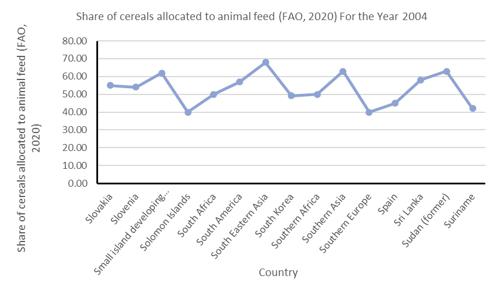 Share of cereals allocated to animal feed (FAO, 2020) For the Year 2004
Share of cereals allocated to animal feed (FAO,
2020)
80.00
70.00
60.00
50.00
40.00
30.00
20.00
10.00
0.00
Slovakia
Slovenia
Small island developing...
Solomon Islands
South Africa
South America
South Eastern Asia
South Korea
Southern Africa
Southern Asia
Southern Europe
Spain
Sri Lanka
Sudan (former)
Suriname
Country